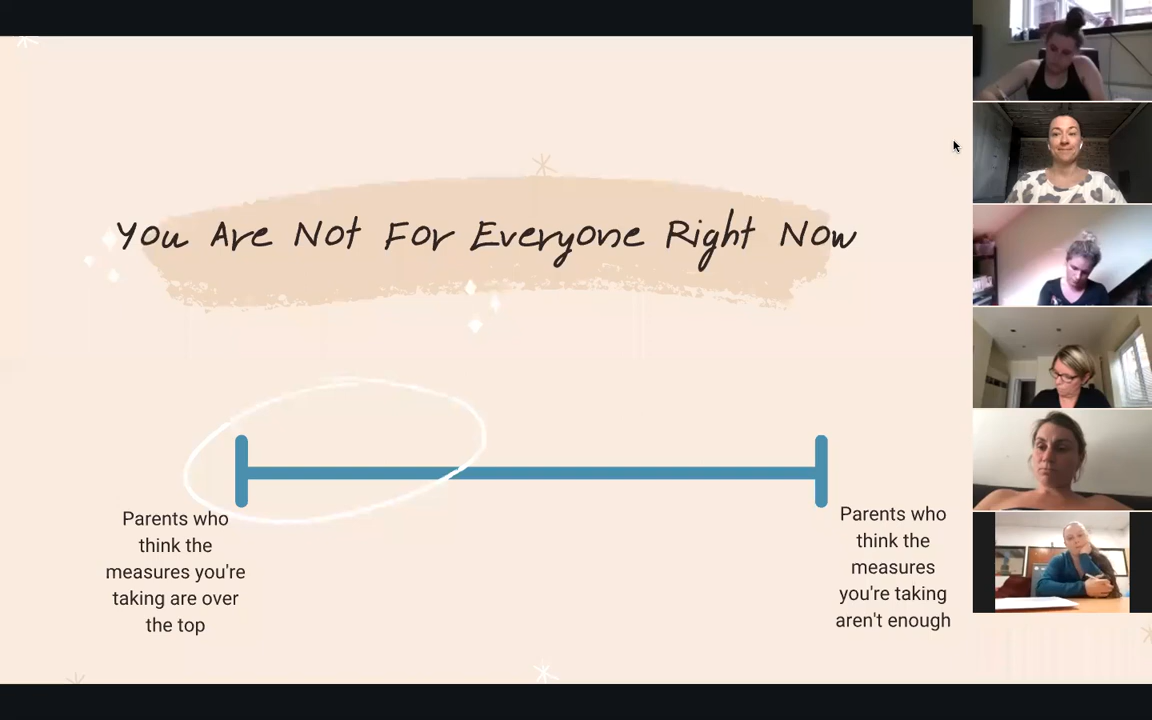 You Are Not For Everyone Right Now
Parents who
think the
measures you're
taking are over
the top
Parents who
think the
measures
you're taking
aren't enough